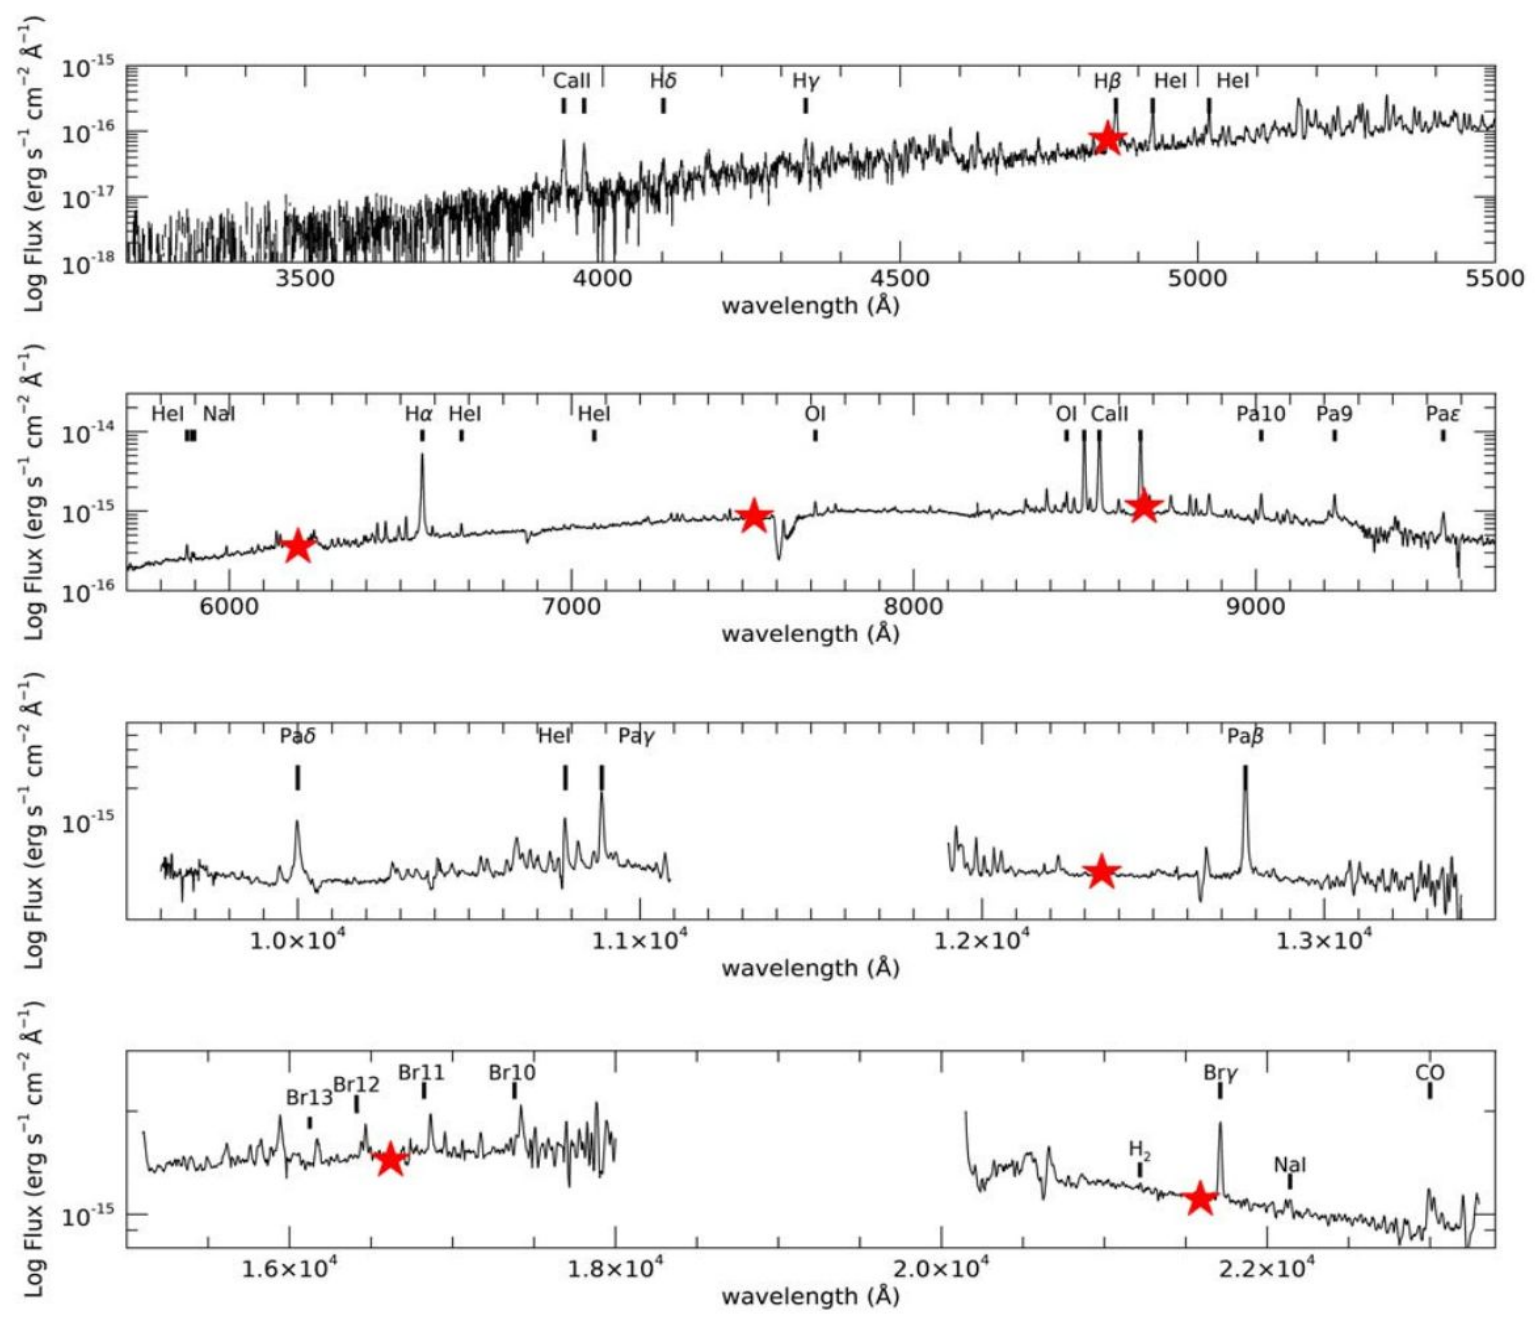 Log Flux (erg s⁻¹ cm⁻² Å⁻¹)
10⁻¹⁵
10⁻¹⁶
10⁻¹⁷
10⁻¹⁸
CaII Hδ Hγ Hβ HeI HeI
3500 4000 4500 5000 5500
wavelength (Å)
Log Flux (erg s⁻¹ cm⁻² Å⁻¹)
10⁻¹⁴
10⁻¹⁵
10⁻¹⁶
HeI NaI Hα HeI HeI OI OI CaII Pa10 Pa9 Paε
6000 7000 8000 9000
wavelength (Å)
Log Flux (erg s⁻¹ cm⁻² Å⁻¹)
10⁻¹⁵
Paδ HeI Paγ Paβ
1.0×10⁴ 1.1×10⁴ 1.2×10⁴ 1.3×10⁴
wavelength (Å)
Log Flux (erg s⁻¹ cm⁻² Å⁻¹)
10⁻¹⁵
Br13 Br12 Br11 Br10 Brγ CO
H₂ NaI
1.6×10⁴ 1.8×10⁴ 2.0×10⁴ 2.2×10⁴
wavelength (Å)